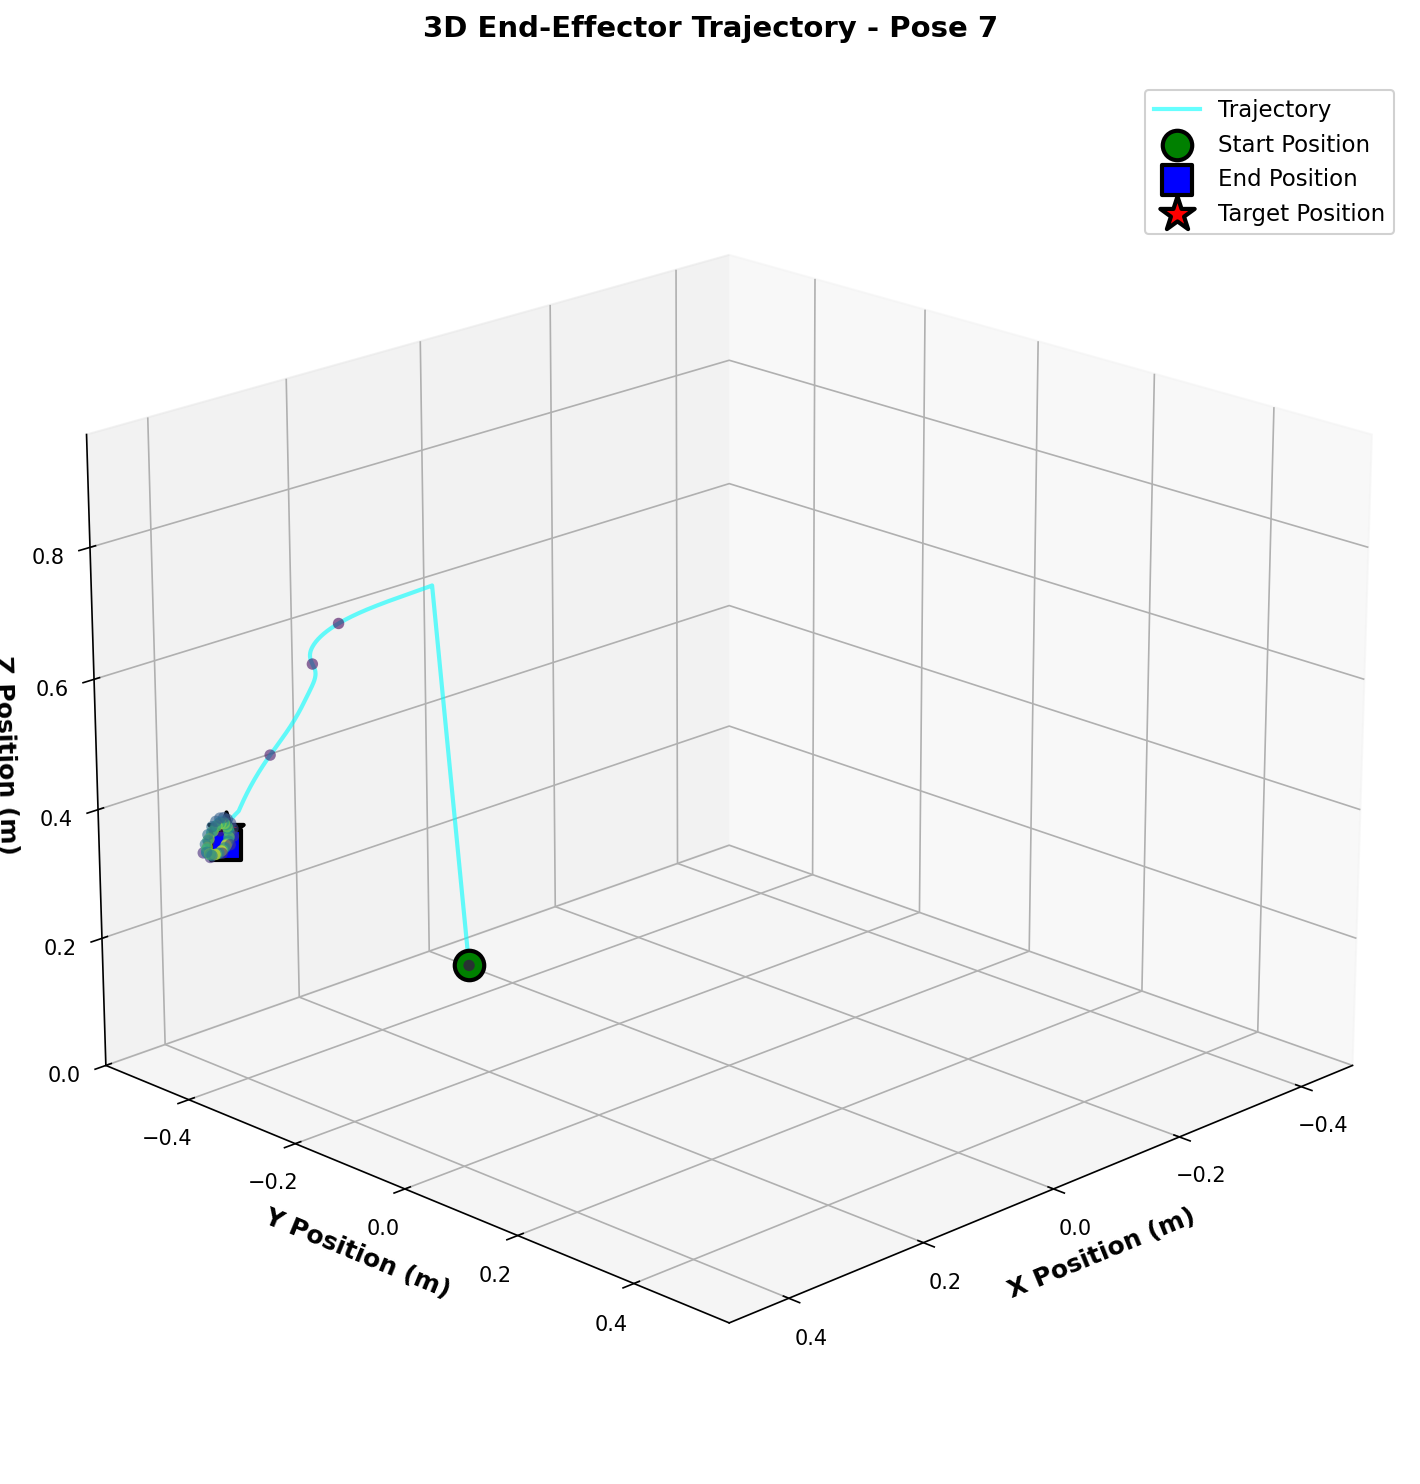 3D End-Effector Trajectory - Pose 7
Trajectory
Start Position
End Position
Target Position
0.8
0.6
0.4
0.2
0.0
Z Position (m)
−0.4
−0.2
0.0
0.2
0.4
Y Position (m)
−0.4
−0.2
0.0
0.2
0.4
X Position (m)